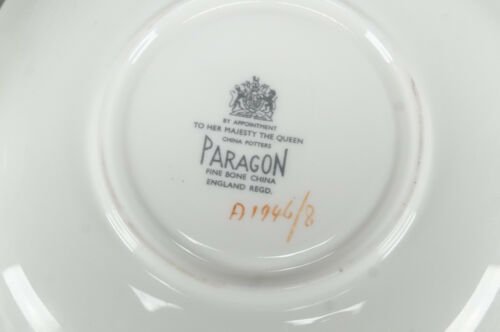 BY APPOINTMENT
TO HER MAJESTY THE QUEEN
CHINA POTTERS
PARAGON
FINE BONE CHINA
ENGLAND REGD.
A1946/8